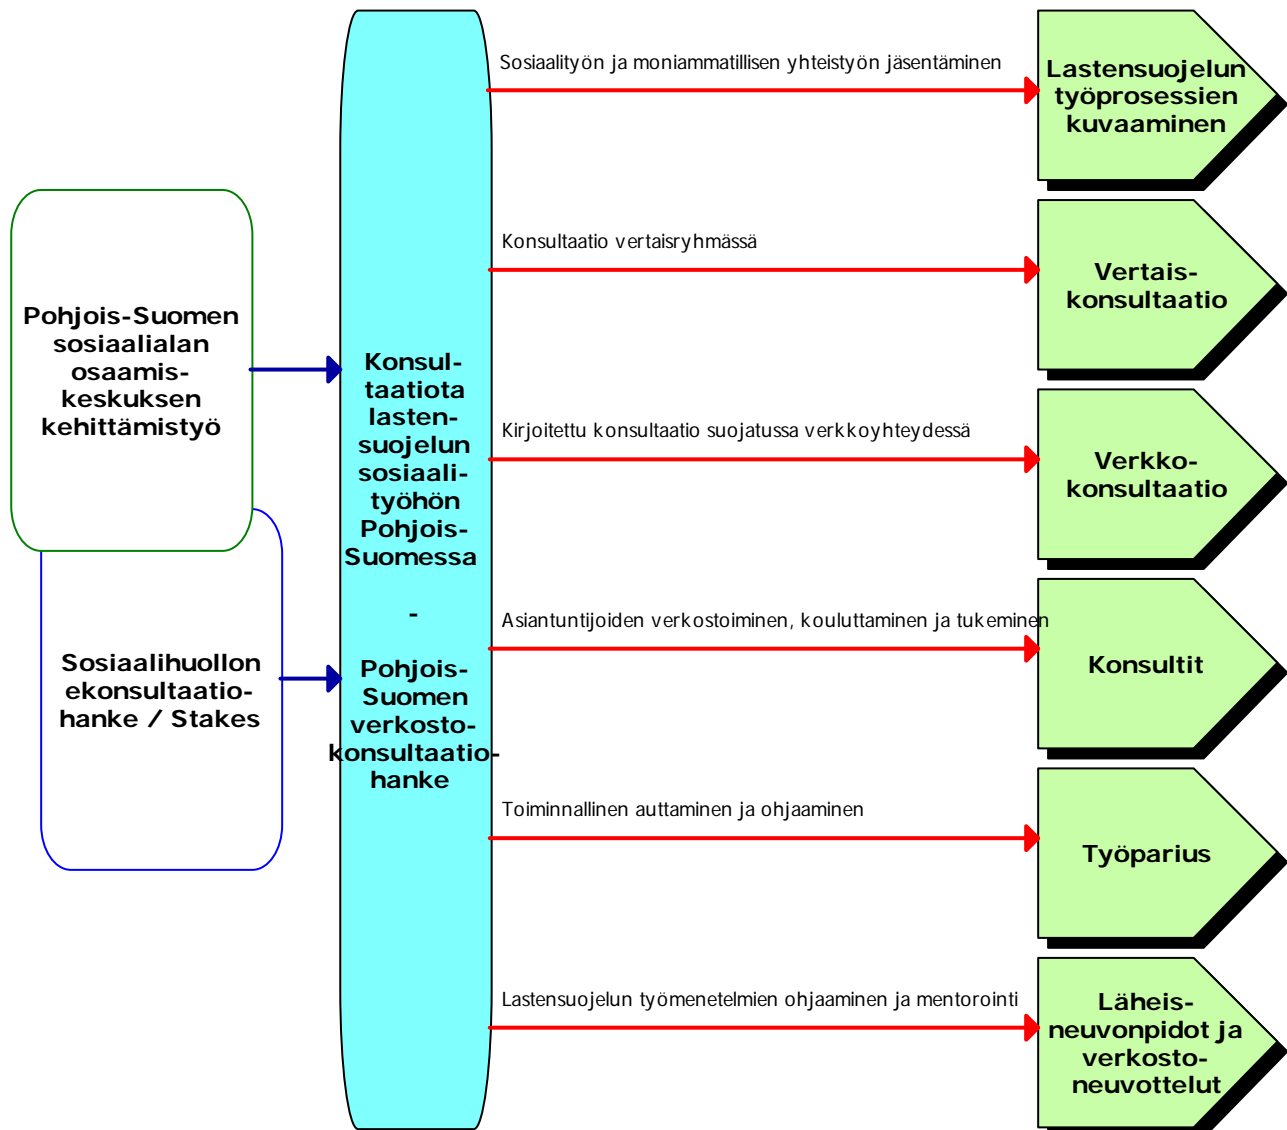 Pohjois-Suomen
sosiaalialan
osaamis-
keskuksen
kehittämistyö
Sosiaalihuollon
ekonsultaatio-
hanke / Stakes
Konsul-
taatiota
lasten-
suojelun
sosiaali-
työhön
Pohjois-
Suomessa
-
Pohjois-
Suomen
verkosto-
konsultaatio-
hanke
Sosiaalityön ja moniammatillisen yhteistyön jäsentäminen
Lastensuojelun
työprosessien
kuvaaminen
Konsultaatio vertaisryhmässä
Vertais-
konsultaatio
Kirjoitettu konsultaatio suojatussa verkkoyhteydessä
Verkko-
konsultaatio
Asiantuntijoiden verkostoiminen, kouluttaminen ja tukeminen
Konsultit
Toiminnallinen auttaminen ja ohjaaminen
Työparius
Lastensuojelun työmenetelmien ohjaaminen ja mentorointi
Läheis-
neuvonpidot ja
verkosto-
neuvottelut